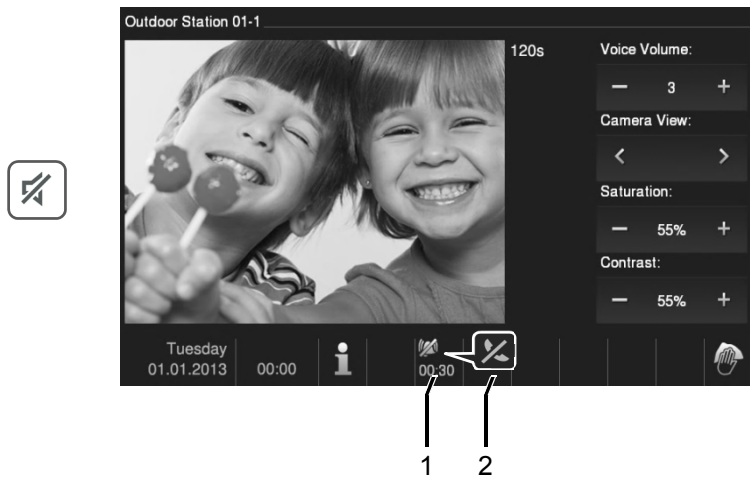 Outdoor Station 01-1
120s
Voice Volume:
− 3 +
Camera View:
< >
Saturation:
− 55% +
Contrast:
− 55% +
Tuesday
01.01.2013
00:00
i
00:30
1 2